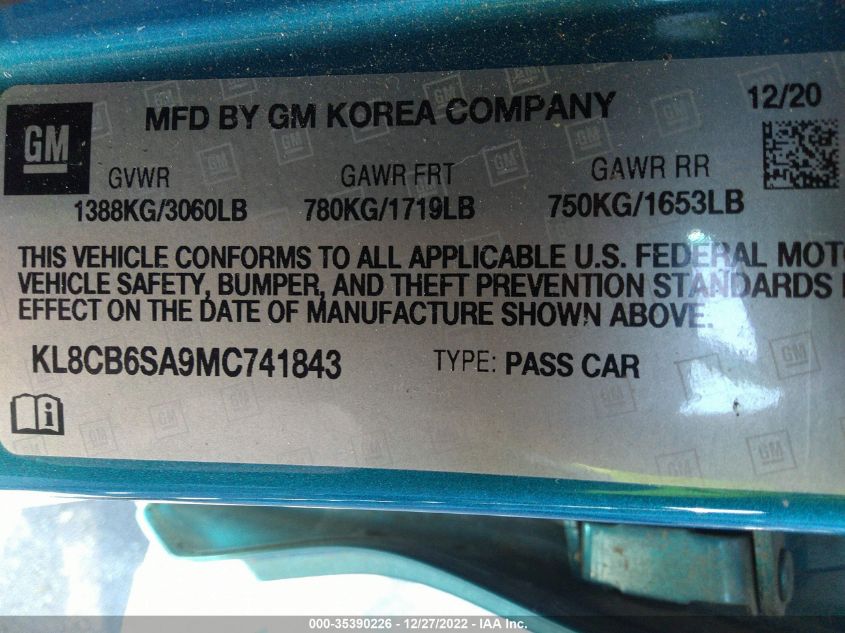 MFD BY GM KOREA COMPANY 12/20
GM
GVWR GAWR FRT GAWR RR
1388KG/3060LB 780KG/1719LB 750KG/1653LB
THIS VEHICLE CONFORMS TO ALL APPLICABLE U.S. FEDERAL MOTO
VEHICLE SAFETY, BUMPER, AND THEFT PREVENTION STANDARDS
EFFECT ON THE DATE OF MANUFACTURE SHOWN ABOVE.
KL8CB6SA9MC741843 TYPE: PASS CAR
000-35390226 - 12/27/2022 - IAA Inc.